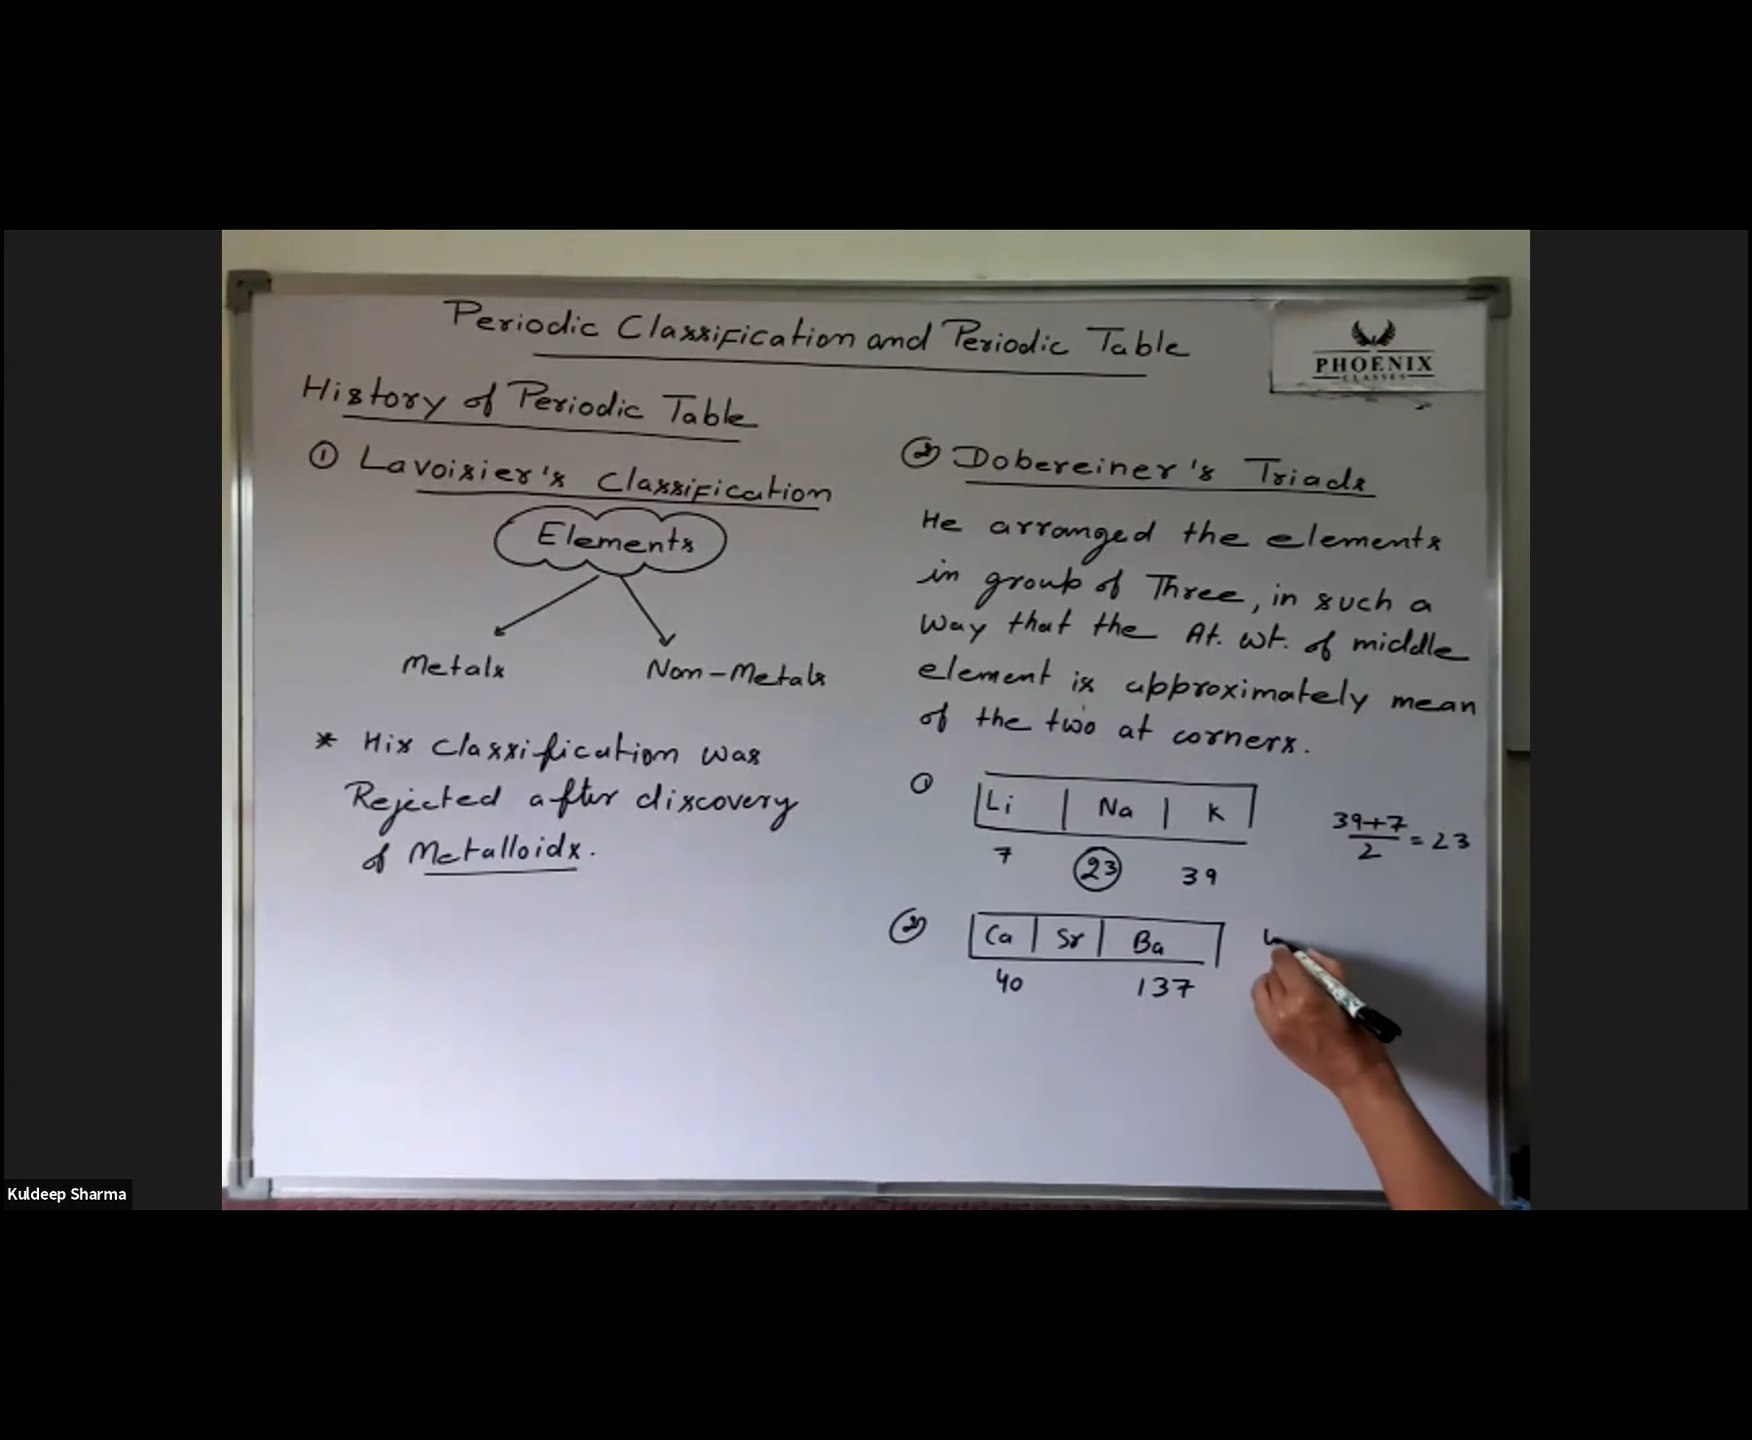 Periodic Classification and Periodic Table
PHOENIX
CLASSES
History of Periodic Table
① Lavoisier's Classification
Elements
Metals Non-Metals
* His classification was
Rejected after discovery
of Metalloids.
② Dobereiner's Triads
He arranged the elements
in group of Three, in such a
way that the At. wt. of middle
element is approximately mean
of the two at corners.
① Li | Na | K
7 23 39
39+7
2 = 23
② Ca | Sr | Ba
40 137
Kuldeep Sharma